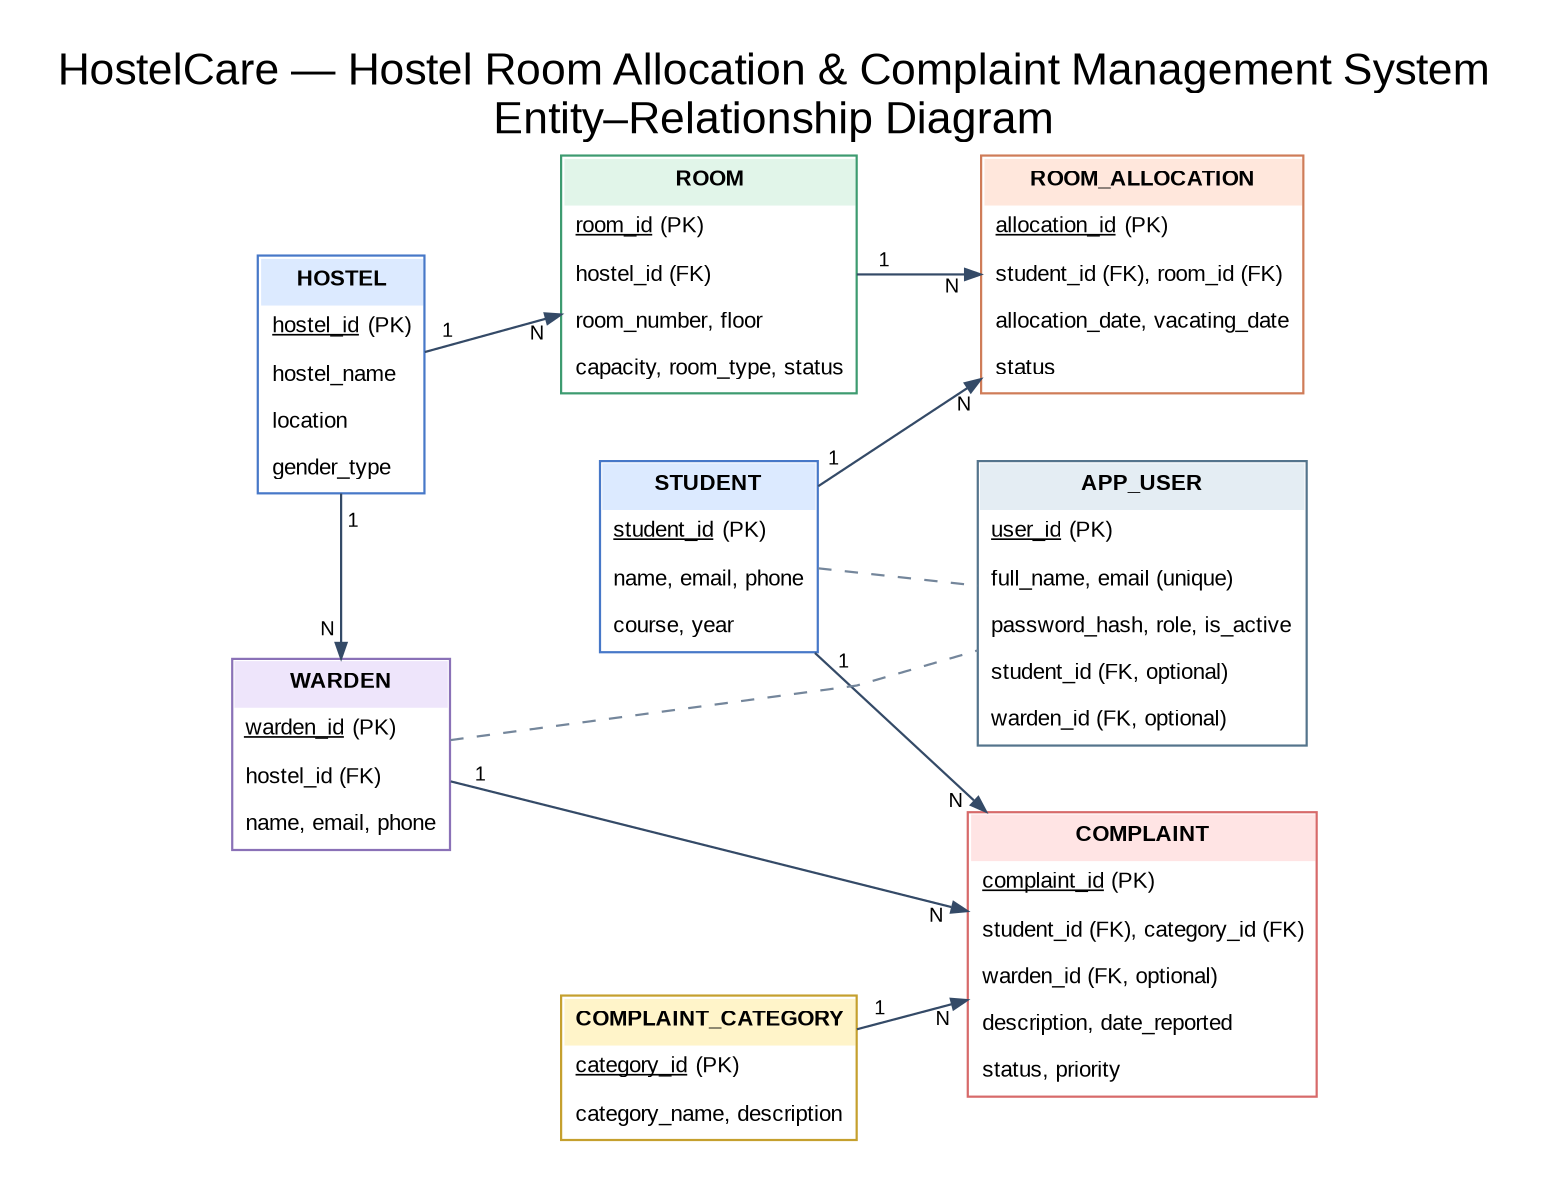 HostelCare — Hostel Room Allocation & Complaint Management System
Entity–Relationship Diagram
ROOM
room_id (PK)
hostel_id (FK)
room_number, floor
capacity, room_type, status
ROOM_ALLOCATION
allocation_id (PK)
student_id (FK), room_id (FK)
allocation_date, vacating_date
status
HOSTEL
hostel_id (PK)
hostel_name
location
gender_type
1
N
1
N
1
N
1
N
STUDENT
student_id (PK)
name, email, phone
course, year
APP_USER
user_id (PK)
full_name, email (unique)
password_hash, role, is_active
student_id (FK, optional)
warden_id (FK, optional)
WARDEN
warden_id (PK)
hostel_id (FK)
name, email, phone
1
N
1
N
COMPLAINT
complaint_id (PK)
student_id (FK), category_id (FK)
warden_id (FK, optional)
description, date_reported
status, priority
COMPLAINT_CATEGORY
category_id (PK)
category_name, description
1
N